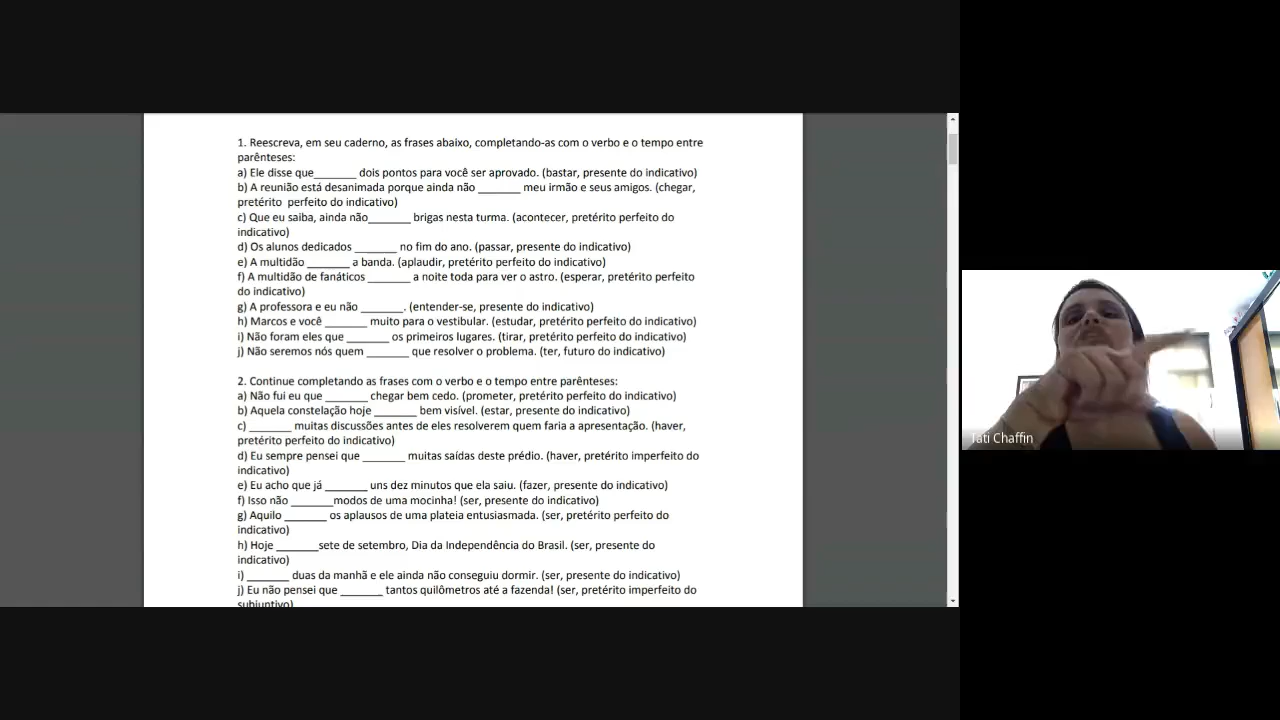 1. Reescreva, em seu caderno, as frases abaixo, completando-as com o verbo e o tempo entre
parênteses:
a) Ele disse que_______ dois pontos para você ser aprovado. (bastar, presente do indicativo)
b) A reunião está desanimada porque ainda não _______ meu irmão e seus amigos. (chegar,
pretérito  perfeito do indicativo)
c) Que eu saiba, ainda não_______ brigas nesta turma. (acontecer, pretérito perfeito do
indicativo)
d) Os alunos dedicados _______ no fim do ano. (passar, presente do indicativo)
e) A multidão _______ a banda. (aplaudir, pretérito perfeito do indicativo)
f) A multidão de fanáticos _______ a noite toda para ver o astro. (esperar, pretérito perfeito
do indicativo)
g) A professora e eu não _______. (entender-se, presente do indicativo)
h) Marcos e você _______ muito para o vestibular. (estudar, pretérito perfeito do indicativo)
i) Não foram eles que _______ os primeiros lugares. (tirar, pretérito perfeito do indicativo)
j) Não seremos nós quem _______ que resolver o problema. (ter, futuro do indicativo)
2. Continue completando as frases com o verbo e o tempo entre parênteses:
a) Não fui eu que _______ chegar bem cedo. (prometer, pretérito perfeito do indicativo)
b) Aquela constelação hoje _______ bem visível. (estar, presente do indicativo)
c) _______ muitas discussões antes de eles resolverem quem faria a apresentação. (haver,
pretérito perfeito do indicativo)
d) Eu sempre pensei que _______ muitas saídas deste prédio. (haver, pretérito imperfeito do
indicativo)
e) Eu acho que já _______ uns dez minutos que ela saiu. (fazer, presente do indicativo)
f) Isso não _______modos de uma mocinha! (ser, presente do indicativo)
g) Aquilo _______ os aplausos de uma plateia entusiasmada. (ser, pretérito perfeito do
indicativo)
h) Hoje _______sete de setembro, Dia da Independência do Brasil. (ser, presente do
indicativo)
i) _______ duas da manhã e ele ainda não conseguiu dormir. (ser, presente do indicativo)
j) Eu não pensei que _______ tantos quilômetros até a fazenda! (ser, pretérito imperfeito do
subjuntivo)
Tati Chaffin